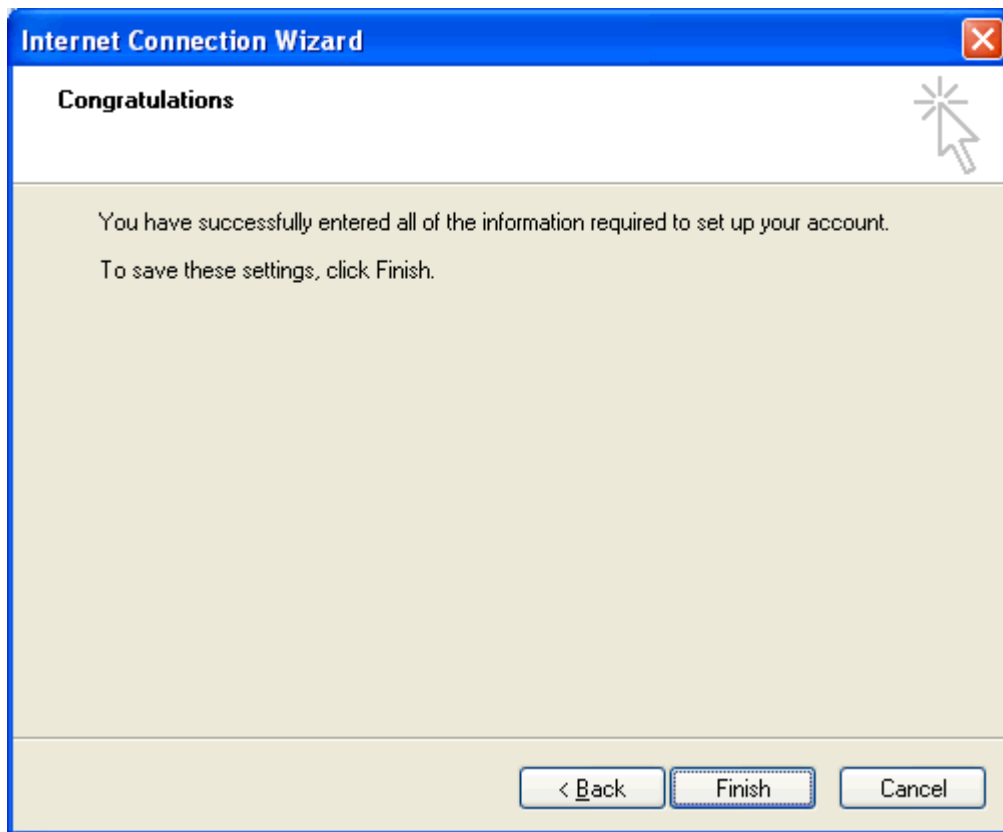 Internet Connection Wizard
Congratulations
You have successfully entered all of the information required to set up your account.
To save these settings, click Finish.
< Back
Finish
Cancel